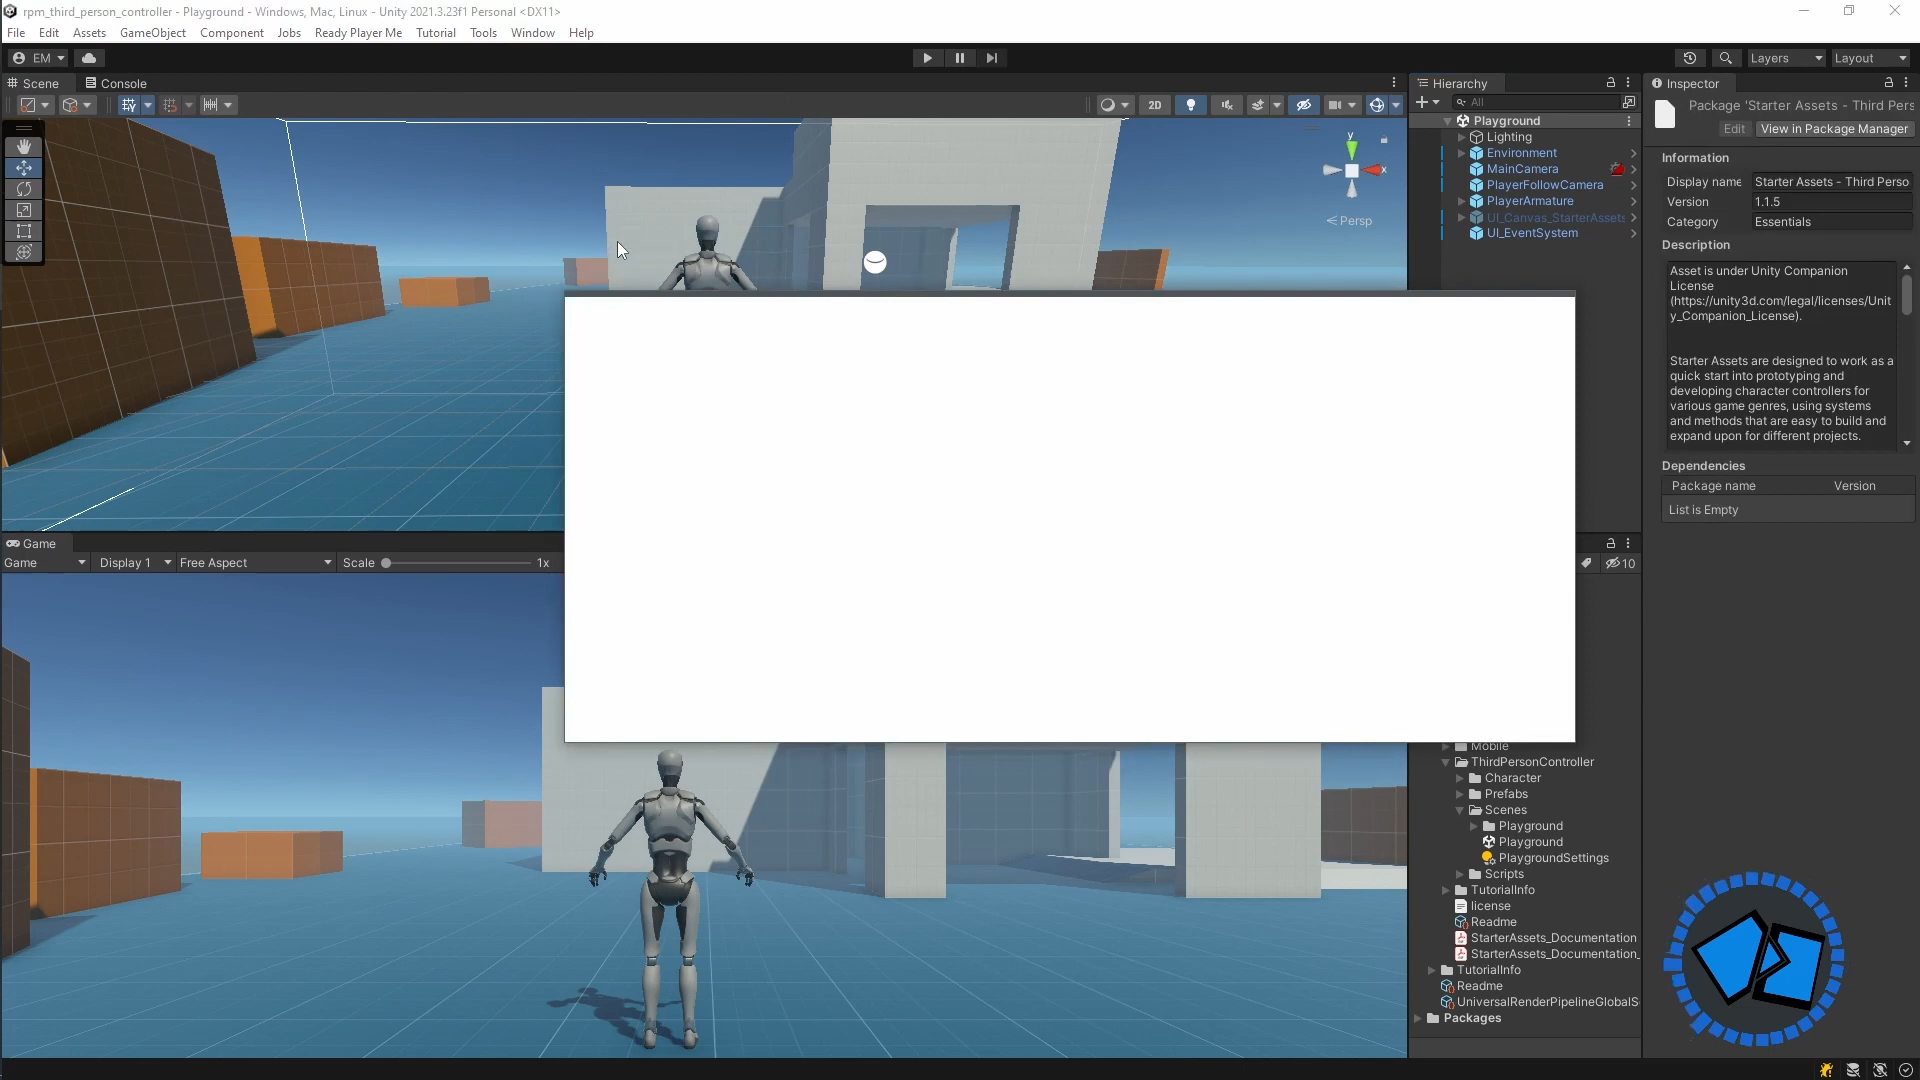 rpm_third_person_controller - Playground - Windows, Mac, Linux - Unity 2021.3.23f1 Personal <DX11>
File Edit Assets GameObject Component Jobs Ready Player Me Tutorial Tools Window Help
EM Layers Layout
Scene Console
2D
y
x
Persp
Hierarchy
All
Playground
Lighting
Environment
MainCamera
PlayerFollowCamera
PlayerArmature
UI_Canvas_StarterAssets
UI_EventSystem
Inspector
Package 'Starter Assets - Third Pers
Edit View in Package Manager
Information
Display name Starter Assets - Third Perso
Version 1.1.5
Category Essentials
Description
Asset is under Unity Companion
License
(https://unity3d.com/legal/licenses/Unit
y_Companion_License).
Starter Assets are designed to work as a
quick start into prototyping and
developing character controllers for
various game genres, using systems
and methods that are easy to build and
expand upon for different projects.
Dependencies
Package name Version
List is Empty
Game
Game Display 1 Free Aspect Scale 1x
10
Mobile
ThirdPersonController
Character
Prefabs
Scenes
Playground
Playground
PlaygroundSettings
Scripts
TutorialInfo
license
Readme
StarterAssets_Documentation
StarterAssets_Documentation_
TutorialInfo
Readme
UniversalRenderPipelineGlobalS
Packages